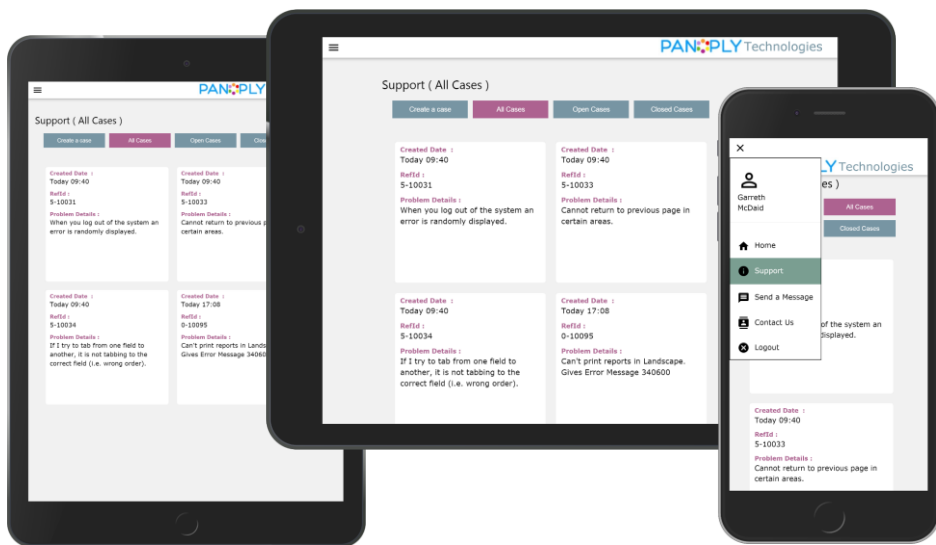 PANOPLY
Support ( All Cases )
Create a case
All Cases
Open Cases
Created Date :
Today 09:40
RefId :
5-10031
Problem Details :
When you log out of the system an
error is randomly displayed.
Created Date :
Today 09:40
RefId :
5-10033
Problem Details :
Cannot return to previous
certain areas.
Created Date :
Today 09:40
RefId :
5-10034
Problem Details :
If I try to tab from one field to
another, it is not tabbing to the
correct field (i.e. wrong order).
Created Date :
Today 17:08
RefId :
0-10095
Problem Details :
Can't print reports in
Gives Error Message
PANOPLY Technologies
Support ( All Cases )
Create a case
All Cases
Open Cases
Closed Cases
Created Date :
Today 09:40
RefId :
5-10031
Problem Details :
When you log out of the system an
error is randomly displayed.
Created Date :
Today 09:40
RefId :
5-10033
Problem Details :
Cannot return to previous page in
certain areas.
Created Date :
Today 09:40
RefId :
5-10034
Problem Details :
If I try to tab from one field to
another, it is not tabbing to the
correct field (i.e. wrong order).
Created Date :
Today 17:08
RefId :
0-10095
Problem Details :
Can't print reports in Landscape.
Gives Error Message 340600
LY Technologies
es )
Garreth
McDaid
All Cases
Closed Cases
Home
Support
Send a Message
Contact Us
Logout
of the system an
displayed.
Created Date :
Today 09:40
RefId :
5-10033
Problem Details :
Cannot return to previous page in
certain areas.